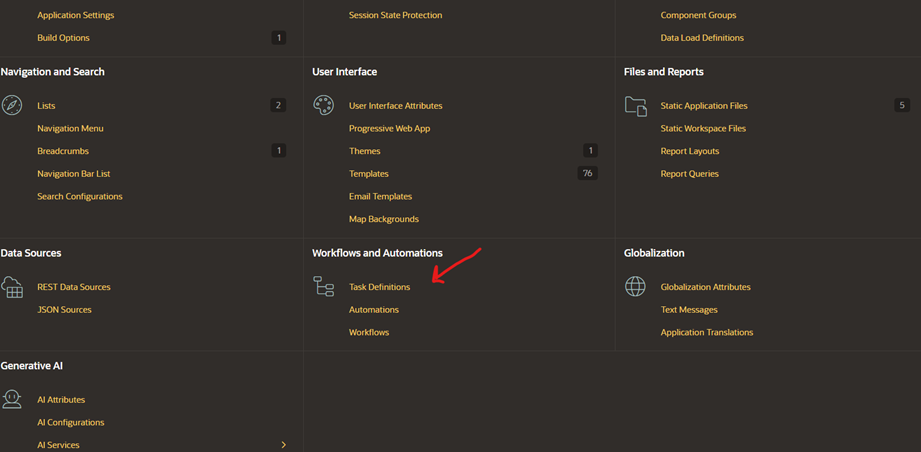 Application Settings
Build Options 1
Session State Protection
Component Groups
Data Load Definitions
Navigation and Search
Lists 2
Navigation Menu
Breadcrumbs 1
Navigation Bar List
Search Configurations
User Interface
User Interface Attributes
Progressive Web App
Themes 1
Templates 76
Email Templates
Map Backgrounds
Files and Reports
Static Application Files 5
Static Workspace Files
Report Layouts
Report Queries
Data Sources
REST Data Sources
JSON Sources
Workflows and Automations
Task Definitions
Automations
Workflows
Globalization
Globalization Attributes
Text Messages
Application Translations
Generative AI
AI Attributes
AI Configurations
AI Services